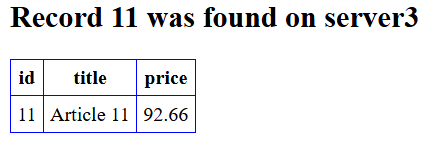 Record 11 was found on server3
id title price
11 Article 11 92.66